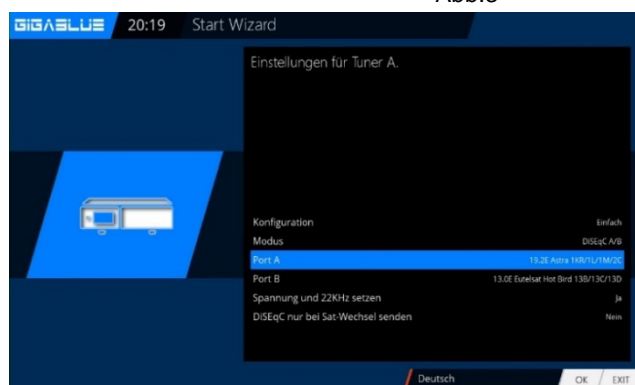 GIGABLUE 20:19 Start Wizard
Einstellungen für Tuner A.
Konfiguration Einfach
Modus DiSEqC A/B
Port A 19.2E Astra 1KR/1L/1M/2C
Port B 13.0E Eutelsat Hot Bird 13B/13C/13D
Spannung und 22KHz setzen Ja
DiSEqC nur bei Sat-Wechsel senden Nein
Deutsch OK EXIT